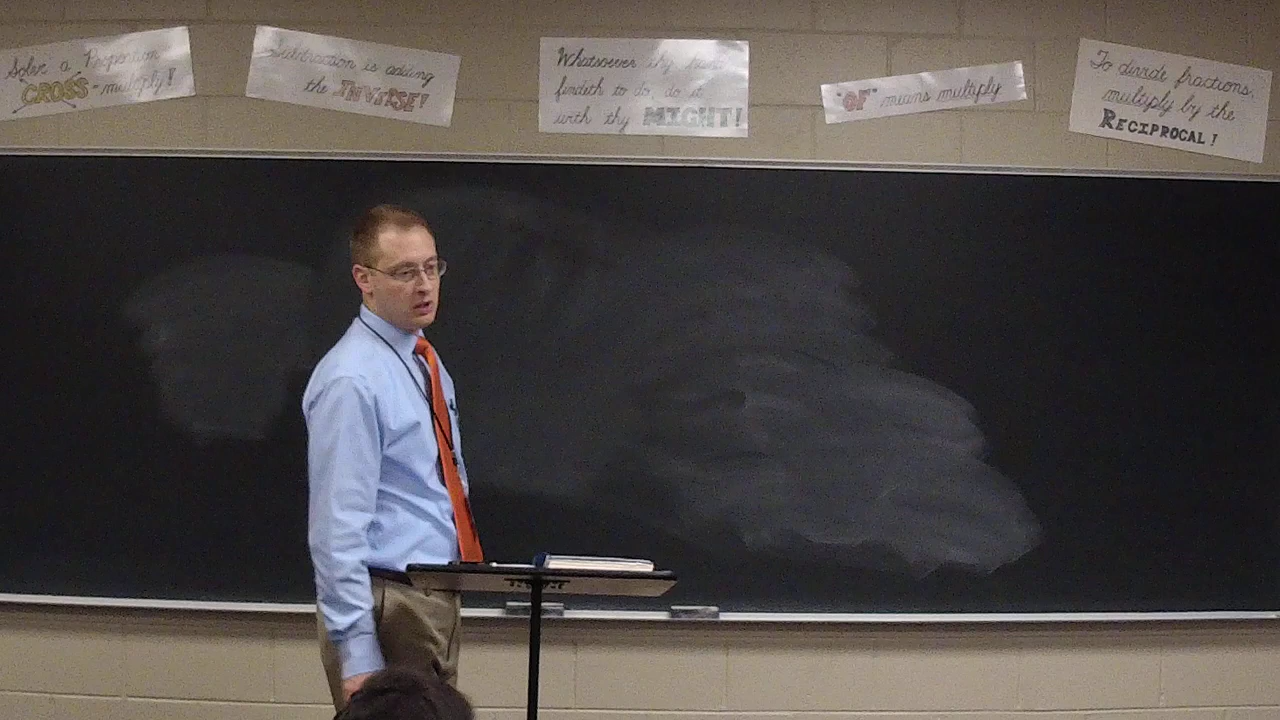 Solve a Proportion
CROSS-multiply!
Subtraction is adding
the INVERSE!
Whatsoever thy hand
findeth to do, do it
with thy MIGHT!
"OF" means multiply
To divide fractions,
multiply by the
RECIPROCAL!